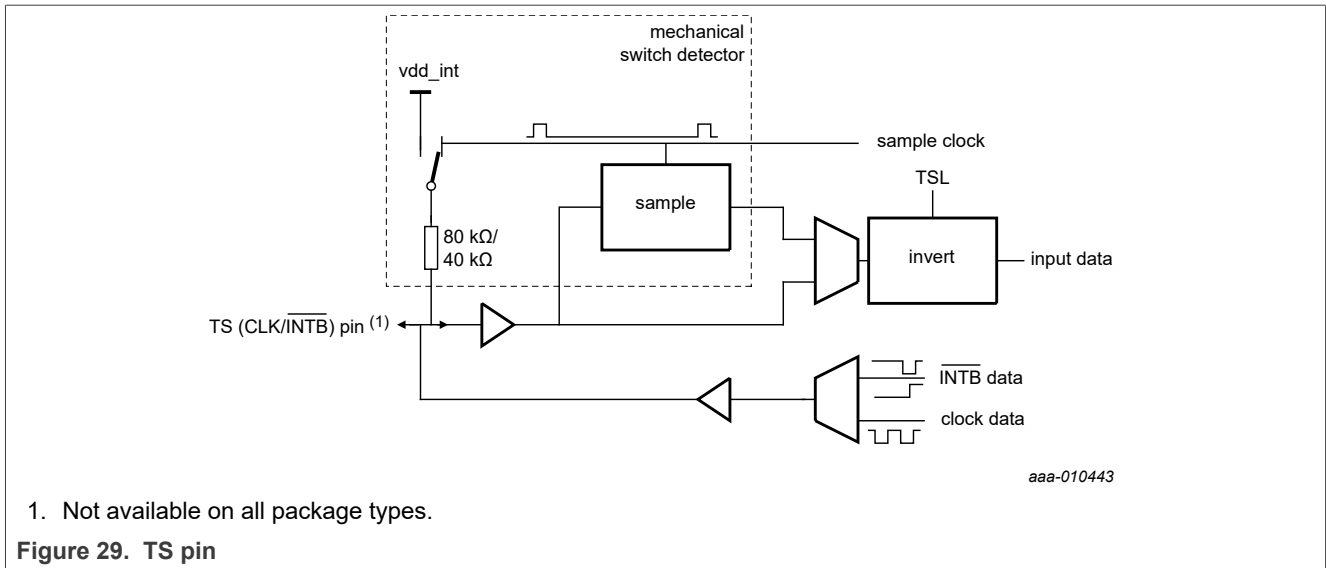 mechanical
switch detector
vdd_int
sample clock
TSL
sample
80 kΩ/
40 kΩ
invert
input data
TS (CLK/INTB) pin (1)
INTB data
clock data
aaa-010443
1. Not available on all package types.
Figure 29. TS pin